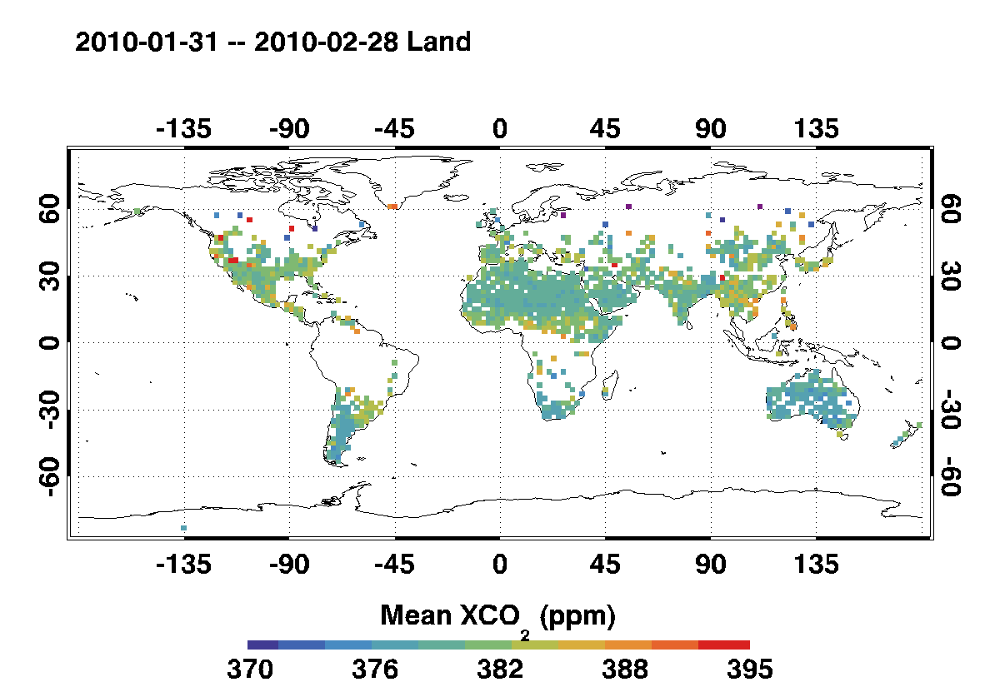 2010-01-31 -- 2010-02-28 Land
-135 -90 -45 0 45 90 135
60 60
30 30
0 0
-30 -30
-60 -60
-135 -90 -45 0 45 90 135
Mean XCO2 (ppm)
370 376 382 388 395